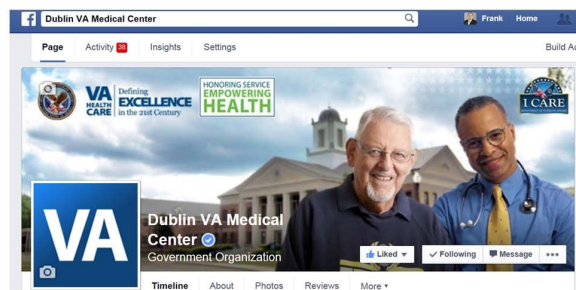 Dublin VA Medical Center
Frank Home
Page Activity 38 Insights Settings
Build Au
VA
HEALTH
CARE
Defining
EXCELLENCE
in the 21st Century
HONORING SERVICE
EMPOWERING
HEALTH
I CARE
VA
Dublin VA Medical
Center
Government Organization
Liked Following Message
Timeline About Photos Reviews More